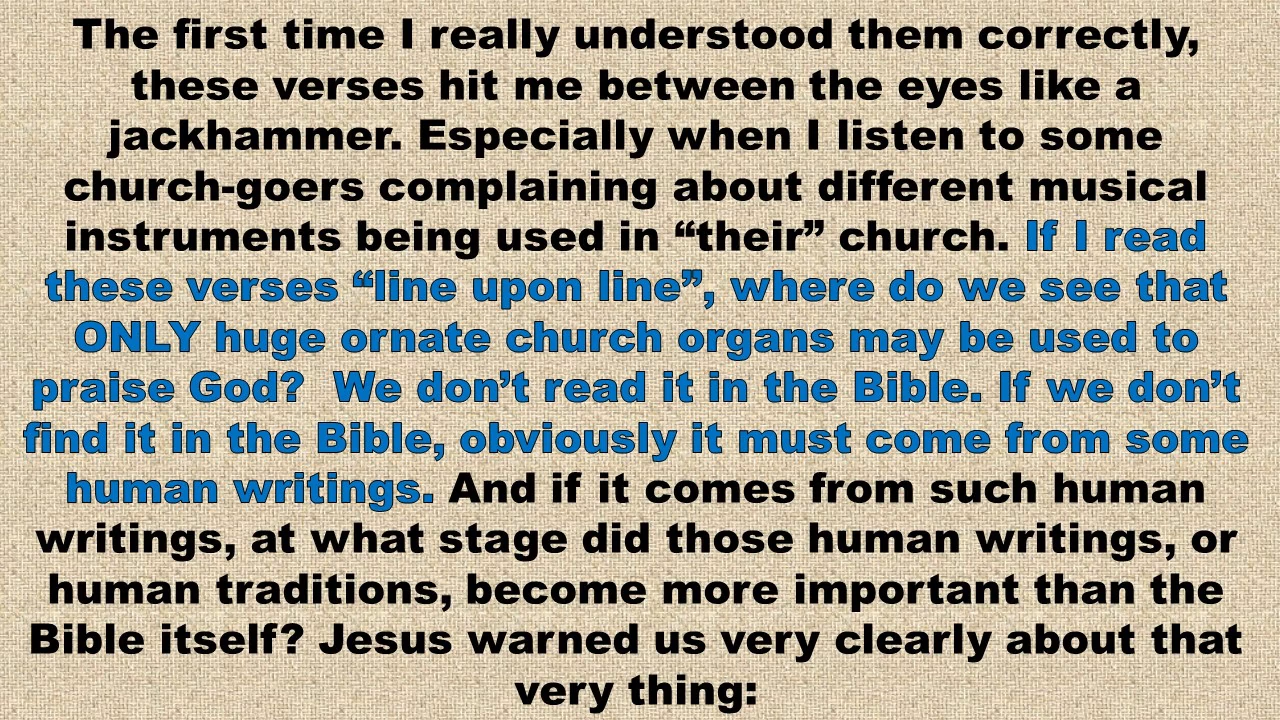 The first time I really understood them correctly,
these verses hit me between the eyes like a
jackhammer. Especially when I listen to some
church-goers complaining about different musical
instruments being used in “their” church. If I read
these verses “line upon line”, where do we see that
ONLY huge ornate church organs may be used to
praise God?  We don’t read it in the Bible. If we don’t
find it in the Bible, obviously it must come from some
human writings. And if it comes from such human
writings, at what stage did those human writings, or
human traditions, become more important than the
Bible itself? Jesus warned us very clearly about that
very thing: